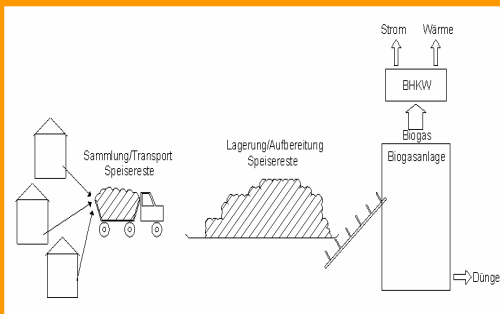 Strom Wärme
BHKW
Biogas
Biogasanlage
Sammlung/Transport
Speisereste
Lagerung/Aufbereitung
Speisereste
Dünge